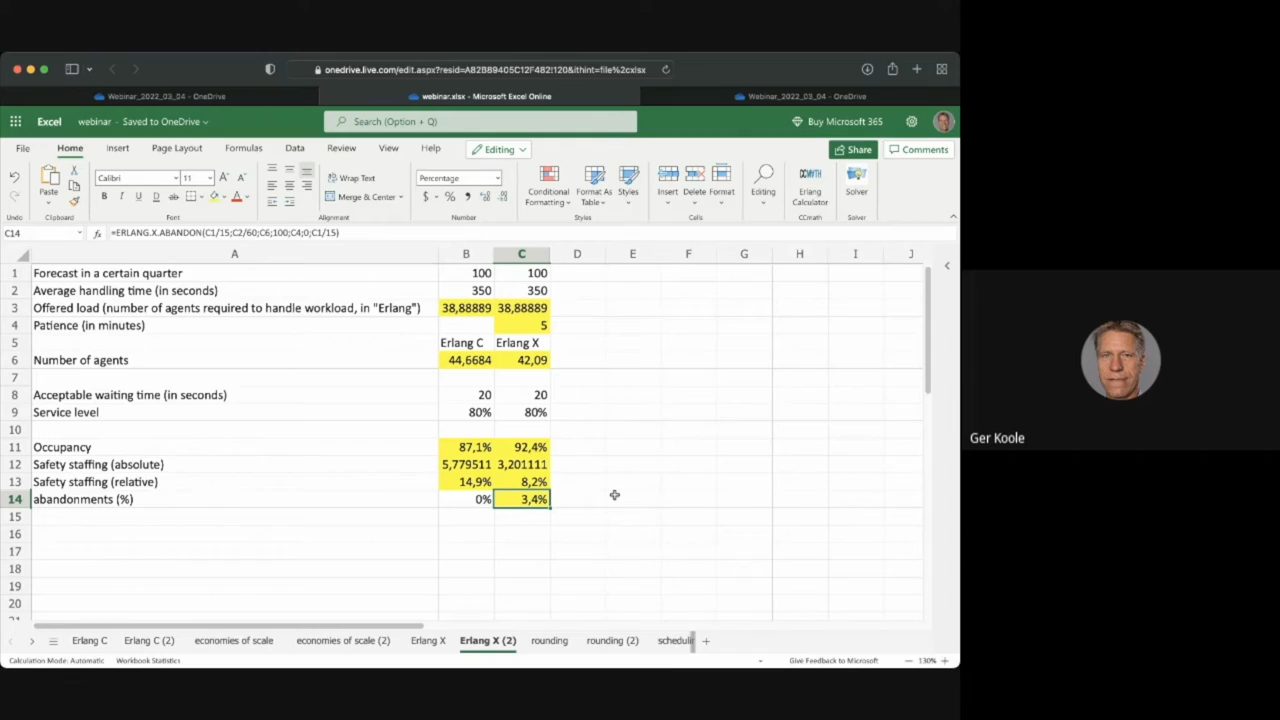 onedrive.live.com/edit.aspx?resid=A82B89405C12F482!120&ithint=file%2cxlsx
Webinar_2022_03_04 - OneDrive
webinar.xlsx - Microsoft Excel Online
Webinar_2022_03_04 - OneDrive
Excel webinar - Saved to OneDrive Search (Option + Q) Buy Microsoft 365
File Home Insert Page Layout Formulas Data Review View Help Editing Share Comments
Calibri 11 Wrap Text Percentage
Paste B I U D A Merge & Center $ % Conditional Formatting Format As Table Styles Insert Delete Format Editing Erlang Calculator Solver
Undo Clipboard Font Alignment Number Styles Cells CCmath Solver
C14 fx =ERLANG.X.ABANDON(C1/15;C2/60;C6;100;C4;0;C1/15)
A B C D E F G H I J
1 Forecast in a certain quarter 100 100
2 Average handling time (in seconds) 350 350
3 Offered load (number of agents required to handle workload, in "Erlang") 38,88889 38,88889
4 Patience (in minutes) 5
5 Erlang C Erlang X
6 Number of agents 44,6684 42,09
7
8 Acceptable waiting time (in seconds) 20 20
9 Service level 80% 80%
10
11 Occupancy 87,1% 92,4%
12 Safety staffing (absolute) 5,779511 3,201111
13 Safety staffing (relative) 14,9% 8,2%
14 abandonments (%) 0% 3,4%
15
16
17
18
19
20
Erlang C Erlang C (2) economies of scale economies of scale (2) Erlang X Erlang X (2) rounding rounding (2)
Calculation Mode: Automatic Workbook Statistics Give Feedback to Microsoft 130%
Ger Koole